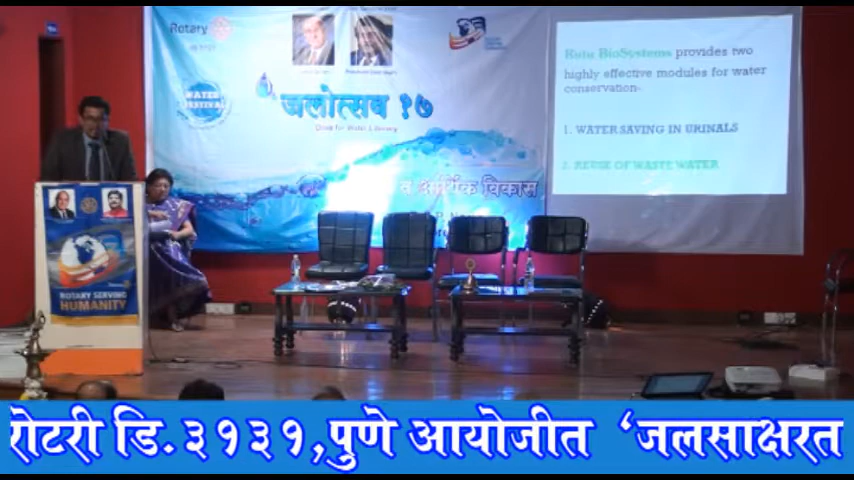 Rotary
WATER
FESTIVAL
जलोत्सव १७
Quest for Water Literacy
व आर्थिक विकास
Rutu BioSystems provides two
highly effective modules for water
conservation-
1. WATER SAVING IN URINALS
2. REUSE OF WASTE WATER
ROTARY SERVING
HUMANITY
रोटरी डि.३१३१,पुणे आयोजीत ‘जलसाक्षरत